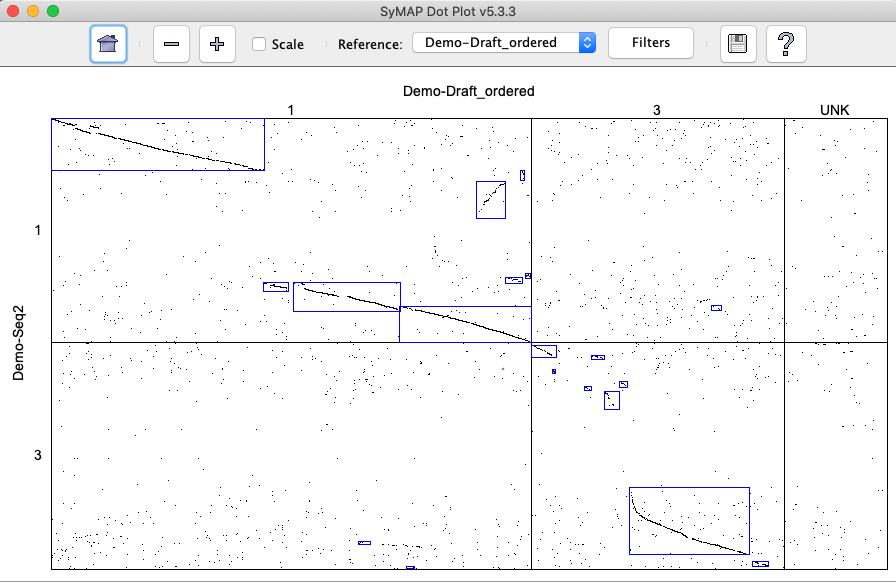 SyMAP Dot Plot v5.3.3
Scale Reference: Demo-Draft_ordered Filters
Demo-Draft_ordered
1 3 UNK
1
Demo-Seq2
3